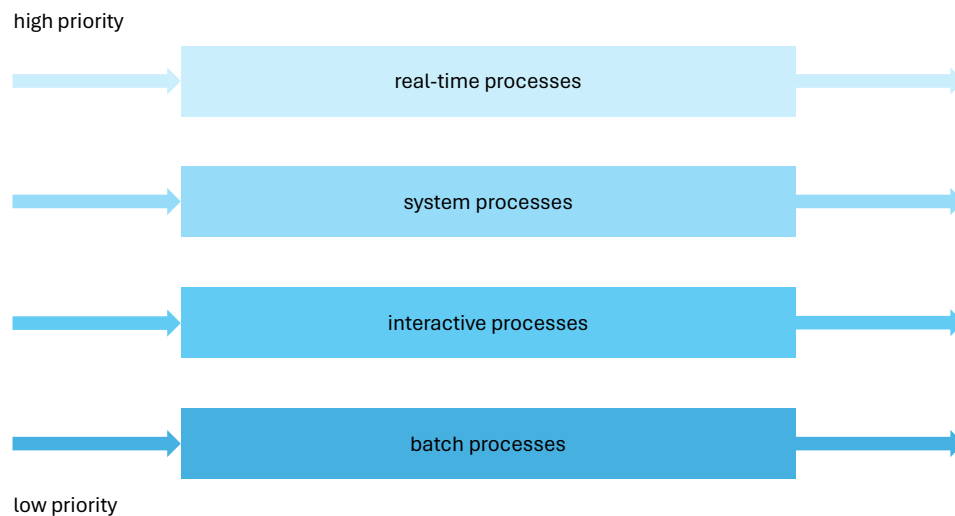 high priority
real-time processes
system processes
interactive processes
batch processes
low priority